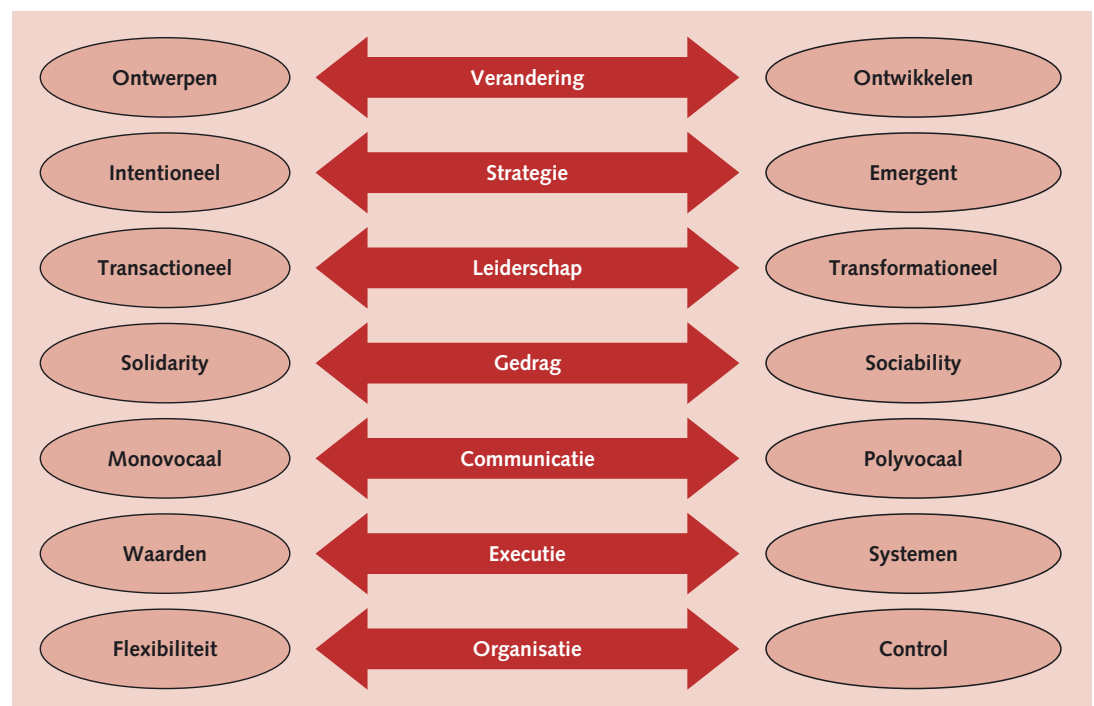 Ontwerpen Verandering Ontwikkelen
Intentioneel Strategie Emergent
Transactioneel Leiderschap Transformationeel
Solidarity Gedrag Sociability
Monovocaal Communicatie Polyvocaal
Waarden Executie Systemen
Flexibiliteit Organisatie Control